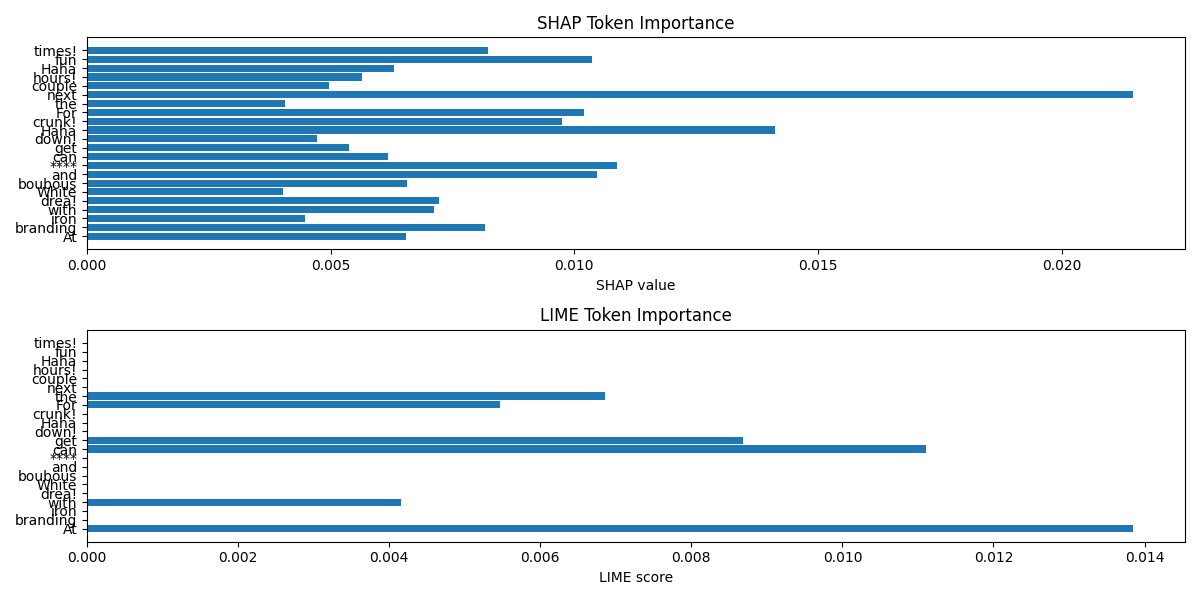 SHAP Token Importance
times!
fun
Haha
hours!
couple
next
the
For
crunk!
Haha
down!
get
can
****
and
boubous
White
drea!
with
iron
branding
At
0.000 0.005 0.010 0.015 0.020
SHAP value
LIME Token Importance
times!
fun
Haha
hours!
couple
next
the
For
crunk!
Haha
down!
get
can
****
and
boubous
White
drea!
with
iron
branding
At
0.000 0.002 0.004 0.006 0.008 0.010 0.012 0.014
LIME score